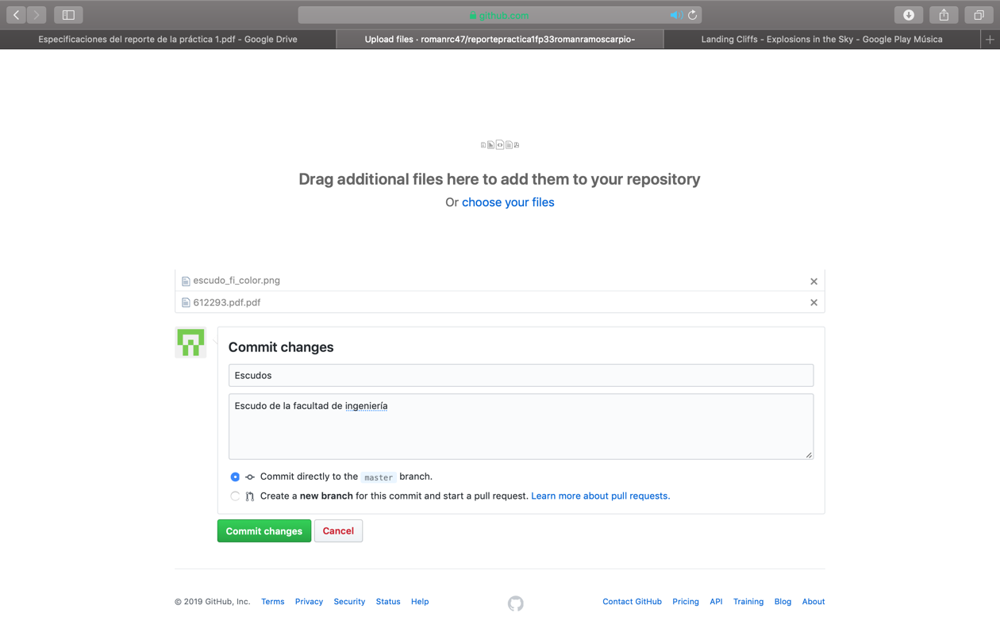 github.com
Especificaciones del reporte de la práctica 1.pdf - Google Drive
Upload files · romanrc47/reportepractica1fp33romanramoscarpio-
Landing Cliffs - Explosions in the Sky - Google Play Música
Drag additional files here to add them to your repository
Or choose your files
escudo_fi_color.png
612293.pdf.pdf
Commit changes
Escudos
Escudo de la facultad de ingeniería
Commit directly to the master branch.
Create a new branch for this commit and start a pull request. Learn more about pull requests.
Commit changes Cancel
© 2019 GitHub, Inc. Terms Privacy Security Status Help Contact GitHub Pricing API Training Blog About